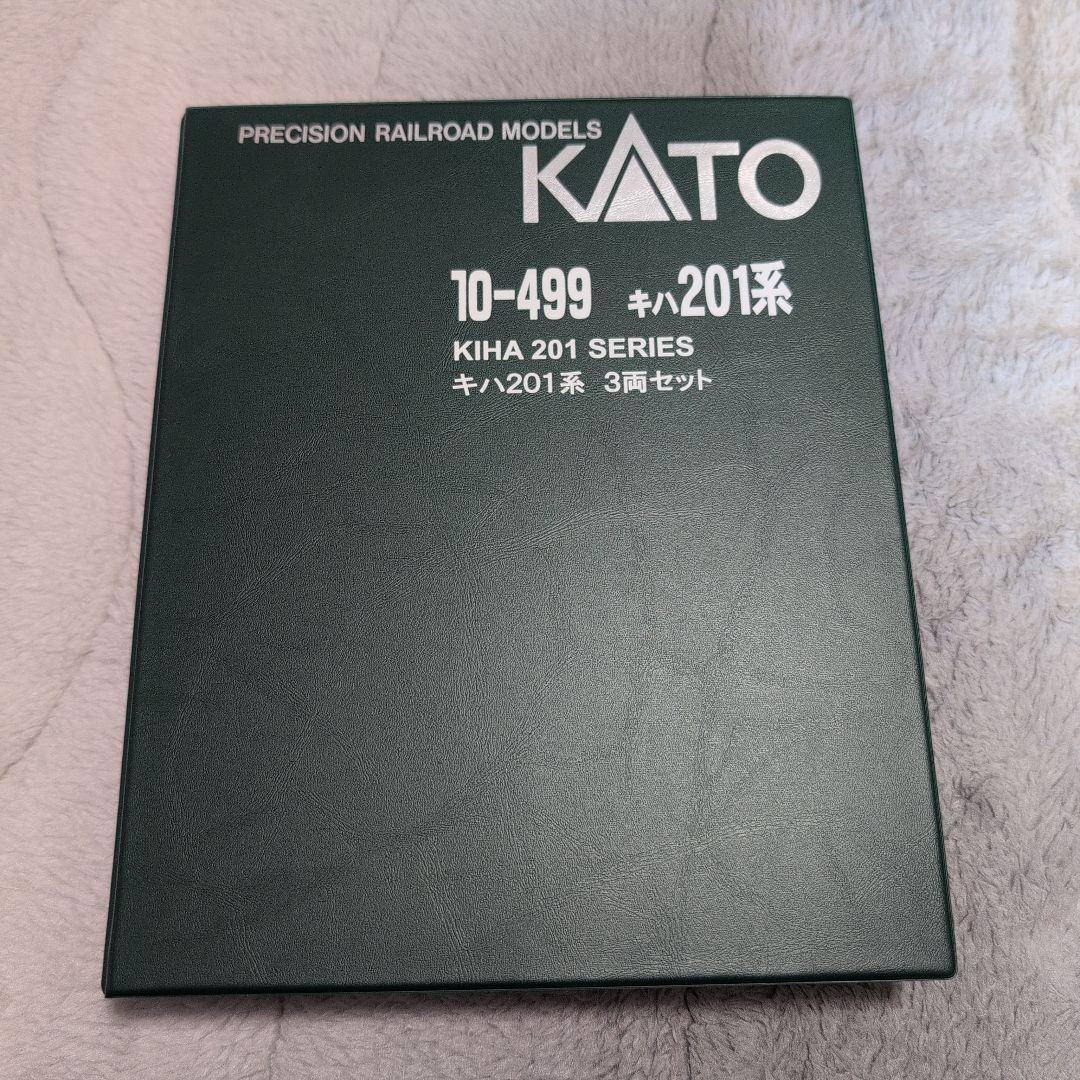 PRECISION RAILROAD MODELS
KATO
10-499 キハ201系
KIHA 201 SERIES
キハ201系 3両セット